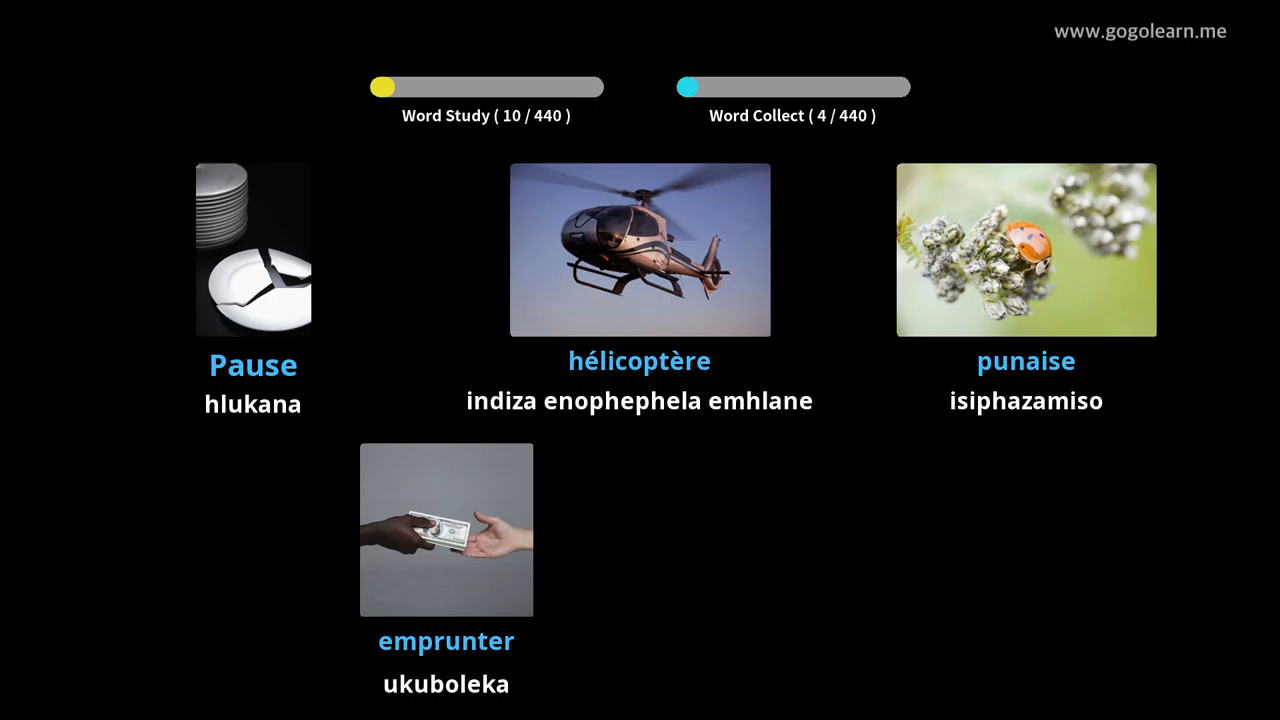 www.gogolearn.me
Word Study ( 10 / 440 )
Word Collect ( 4 / 440 )
Pause
hlukana
hélicoptère
indiza enophephela emhlane
punaise
isiphazamiso
emprunter
ukuboleka